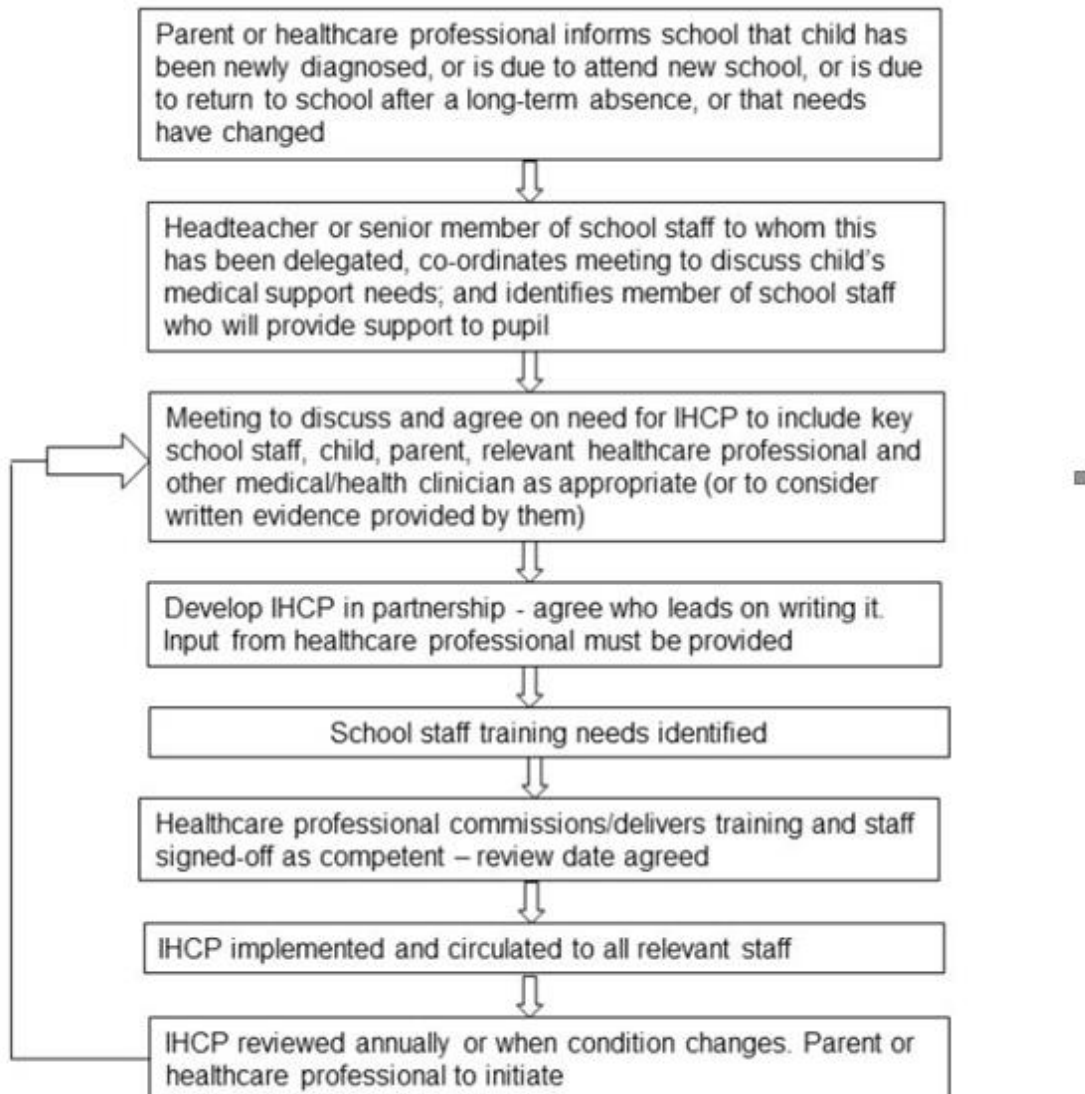 Parent or healthcare professional informs school that child has
been newly diagnosed, or is due to attend new school, or is due
to return to school after a long-term absence, or that needs
have changed
Headteacher or senior member of school staff to whom this
has been delegated, co-ordinates meeting to discuss child's
medical support needs; and identifies member of school staff
who will provide support to pupil
Meeting to discuss and agree on need for IHCP to include key
school staff, child, parent, relevant healthcare professional and
other medical/health clinician as appropriate (or to consider
written evidence provided by them)
Develop IHCP in partnership - agree who leads on writing it.
Input from healthcare professional must be provided
School staff training needs identified
Healthcare professional commissions/delivers training and staff
signed-off as competent – review date agreed
IHCP implemented and circulated to all relevant staff
IHCP reviewed annually or when condition changes. Parent or
healthcare professional to initiate